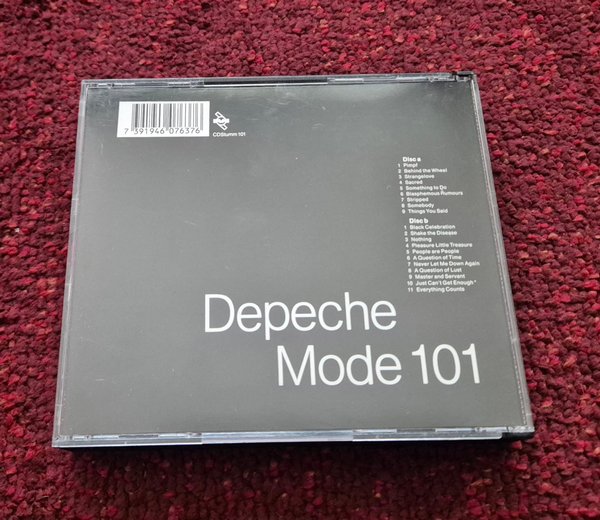 7 391946 076376
CDStumm 101
Disc a
1 Pimpf
2 Behind the Wheel
3 Strangelove
4 Sacred
5 Something to Do
6 Blasphemous Rumours
7 Stripped
8 Somebody
9 Things You Said
Disc b
1 Black Celebration
2 Shake the Disease
3 Nothing
4 Pleasure Little Treasure
5 People are People
6 A Question of Time
7 Never Let Me Down Again
8 A Question of Lust
9 Master and Servant
10 Just Can't Get Enough*
11 Everything Counts
Depeche
Mode 101